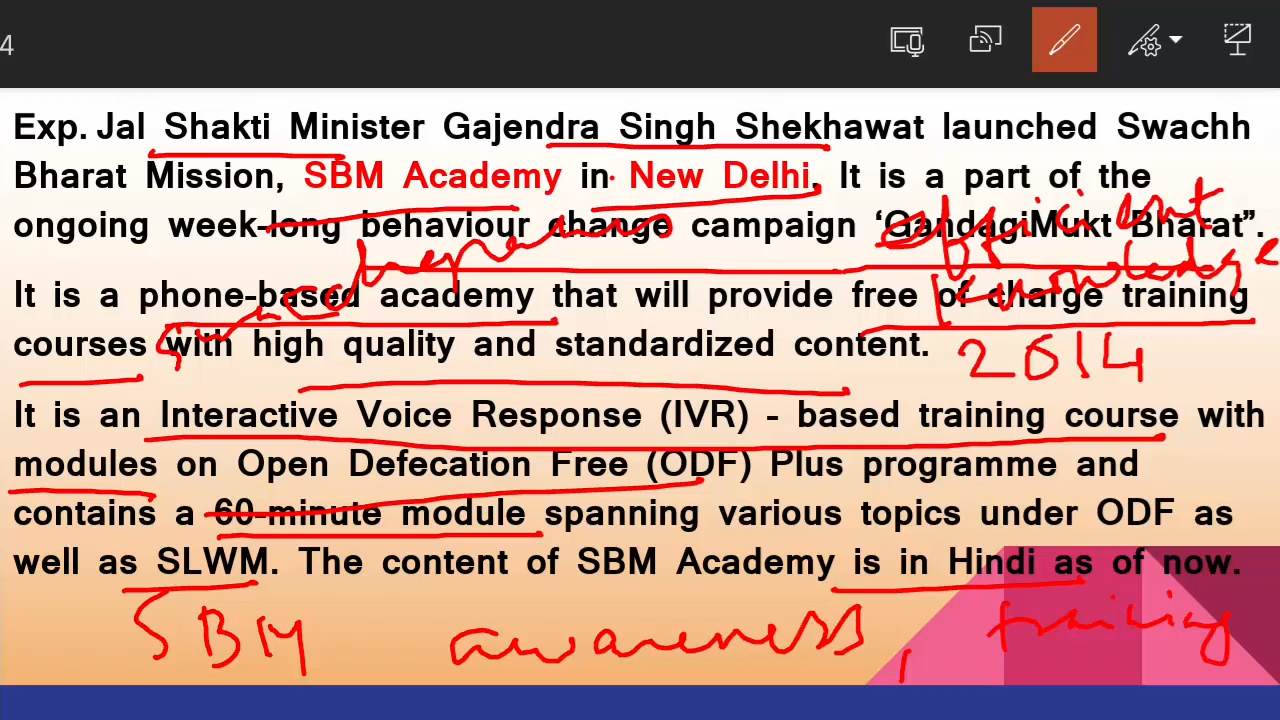 4
Exp. Jal Shakti Minister Gajendra Singh Shekhawat launched Swachh
Bharat Mission, SBM Academy in New Delhi. It is a part of the
ongoing week-long behaviour change campaign ‘GandagiMukt Bharat”.
efficient
knowledge
It is a phone-based academy that will provide free of charge training
courses with high quality and standardized content.
2014
It is an Interactive Voice Response (IVR) - based training course with
modules on Open Defecation Free (ODF) Plus programme and
contains a 60-minute module spanning various topics under ODF as
well as SLWM. The content of SBM Academy is in Hindi as of now.
SBM awareness, training